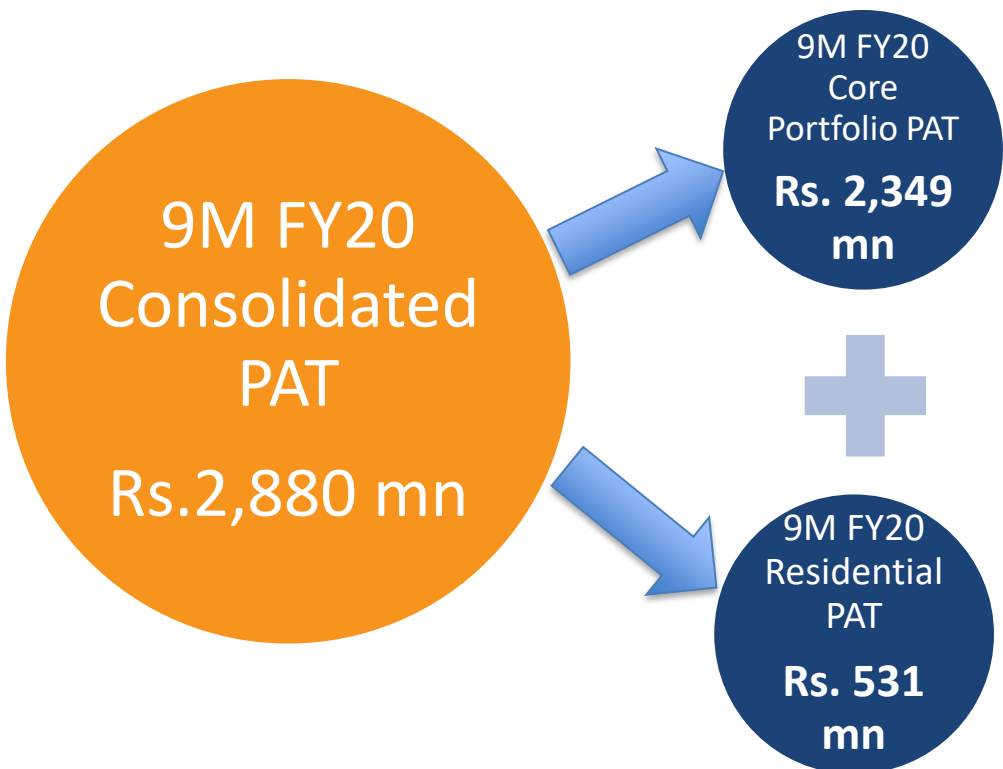 9M FY20
Consolidated
PAT
Rs.2,880 mn
9M FY20
Core
Portfolio PAT
Rs. 2,349
mn
9M FY20
Residential
PAT
Rs. 531
mn